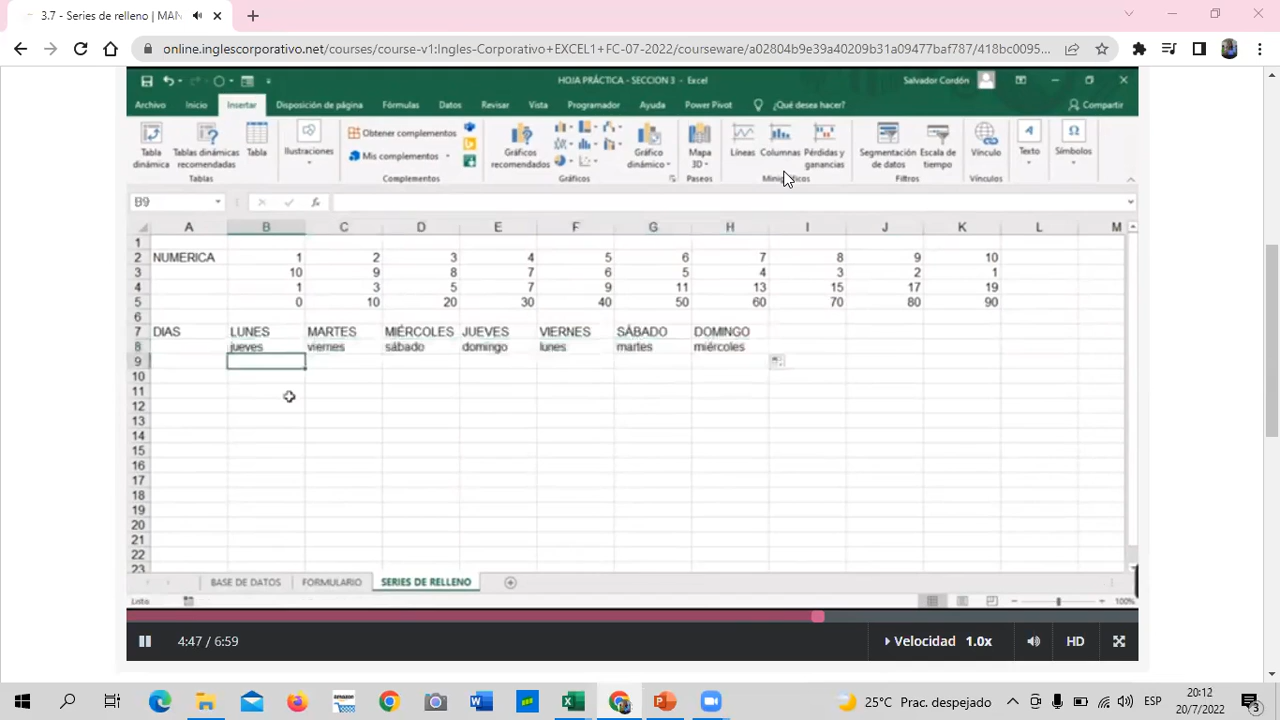 3.7 - Series de relleno | MAN
online.inglescorporativo.net/courses/course-v1:Ingles-Corporativo+EXCEL1+FC-07-2022/courseware/a02804b9e59a40209b31a09477baf787/418bc0095...
HOJA PRÁCTICA - SECCION 3 - Excel
Salvador Cordón
Archivo Inicio Insertar Disposición de página Fórmulas Datos Revisar Vista Programador Ayuda Power Pivot ¿Qué desea hacer? Compartir
Tabla dinámica
Tablas dinámicas recomendadas
Tabla
Ilustraciones
Obtener complementos
Mis complementos
Gráficos recomendados
Gráfico dinámico
Mapa 3D
Líneas
Columnas
Pérdidas y ganancias
Segmentación de datos
Escala de tiempo
Vínculo
Texto
Símbolos
Tablas Complementos Gráficos Paseos Minigráficos Filtros Vínculos
B9 fx
A B C D E F G H I J K L M
1
2 NUMERICA 1 2 3 4 5 6 7 8 9 10
3 10 9 8 7 6 5 4 3 2 1
4 1 3 5 7 9 11 13 15 17 19
5 0 10 20 30 40 50 60 70 80 90
6
7 DIAS LUNES MARTES MIÉRCOLES JUEVES VIERNES SÁBADO DOMINGO
8 jueves viernes sábado domingo lunes martes miércoles
9
10
11
12
13
14
15
16
17
18
19
20
21
22
23
BASE DE DATOS FORMULARIO SERIES DE RELLENO
Listo 100%
4:47 / 6:59 Velocidad 1.0x HD
25°C Prac. despejado ESP
20:12
20/7/2022
3